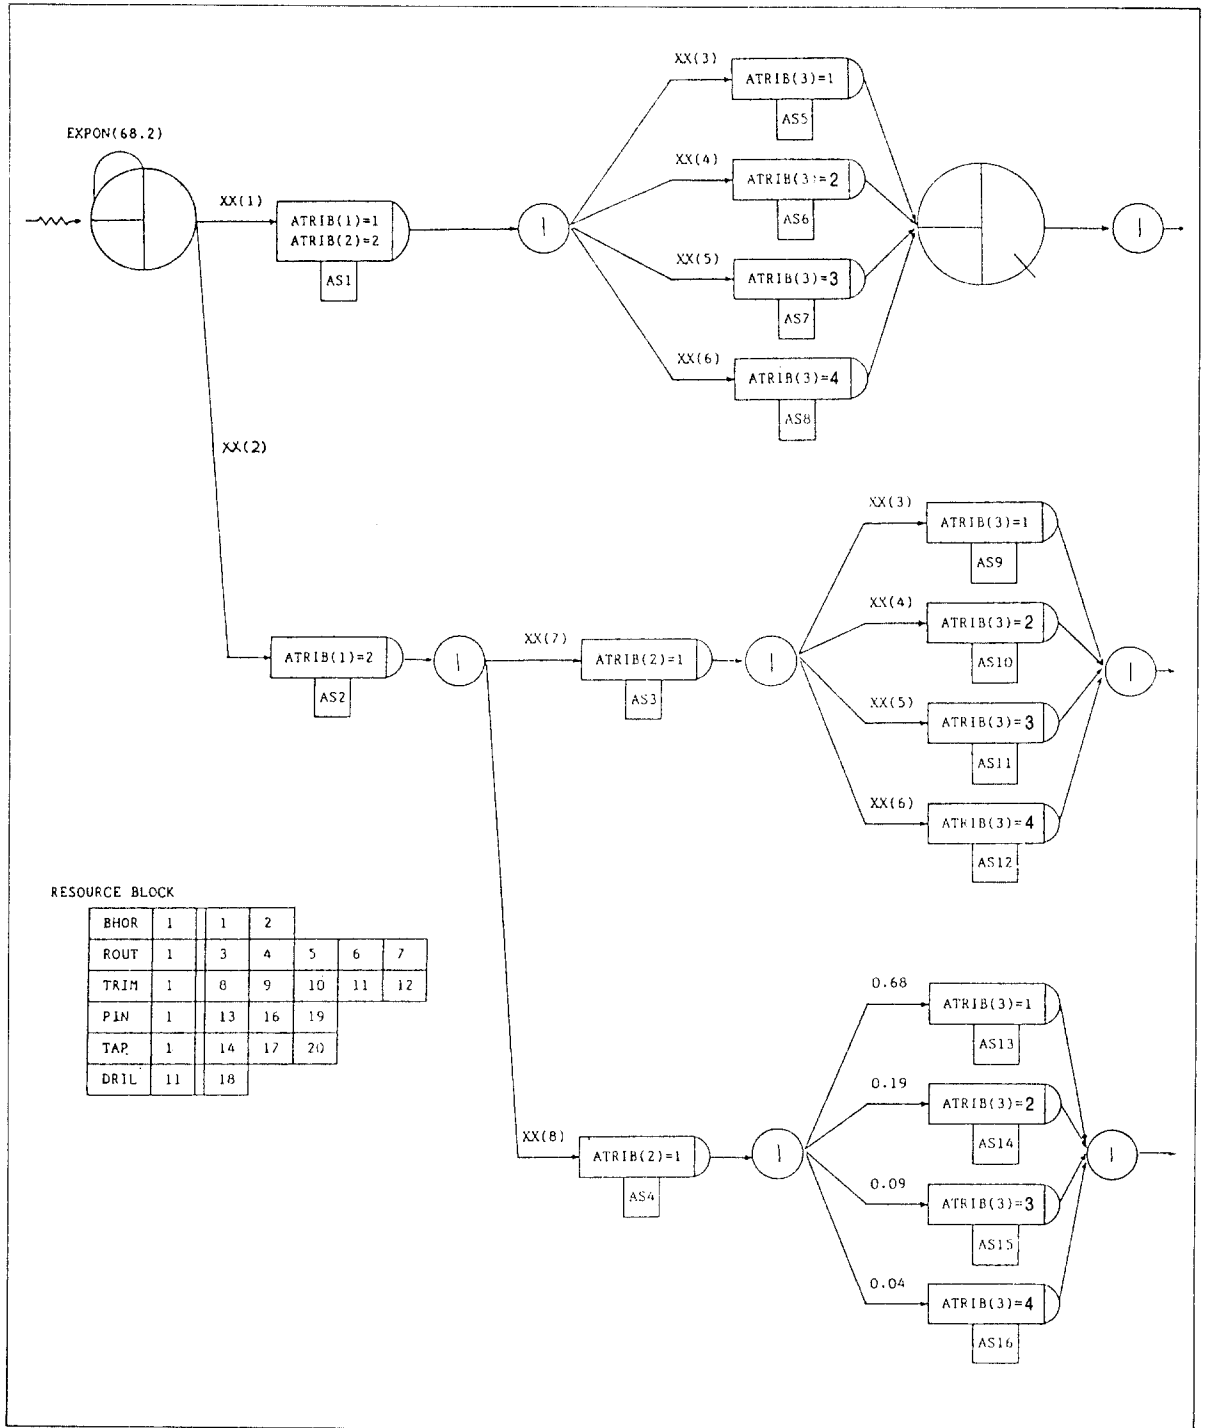 EXPON(68.2)
XX(1)
ATRIB(1)=1
ATRIB(2)=2
AS1
1
XX(3)
ATRIB(3)=1
AS5
XX(4)
ATRIB(3)=2
AS6
XX(5)
ATRIB(3)=3
AS7
XX(6)
ATRIB(3)=4
AS8
1
XX(2)
ATRIB(1)=2
AS2
1
XX(7)
ATRIB(2)=1
AS3
1
XX(3)
ATRIB(3)=1
AS9
XX(4)
ATRIB(3)=2
AS10
XX(5)
ATRIB(3)=3
AS11
XX(6)
ATRIB(3)=4
AS12
1
XX(8)
ATRIB(2)=1
AS4
1
0.68
ATRIB(3)=1
AS13
0.19
ATRIB(3)=2
AS14
0.09
ATRIB(3)=3
AS15
0.04
ATRIB(3)=4
AS16
1
RESOURCE BLOCK
BHOR 1 1 2
ROUT 1 3 4 5 6 7
TRIM 1 8 9 10 11 12
PIN 1 13 16 19
TAP 1 14 17 20
DRIL 11 18